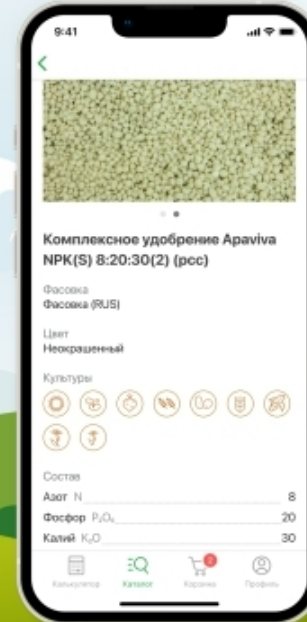 9:41
Комплексное удобрение Apaviva
NPK(S) 8:20:30(2) (рсс)
Фасовка
Фасовка (RUS)
Цвет
Неокрашенный
Культуры
Состав
Азот N 8
Фосфор P₂O₅ 20
Калий K₂O 30
2
Калькулятор Каталог Корзина Профиль